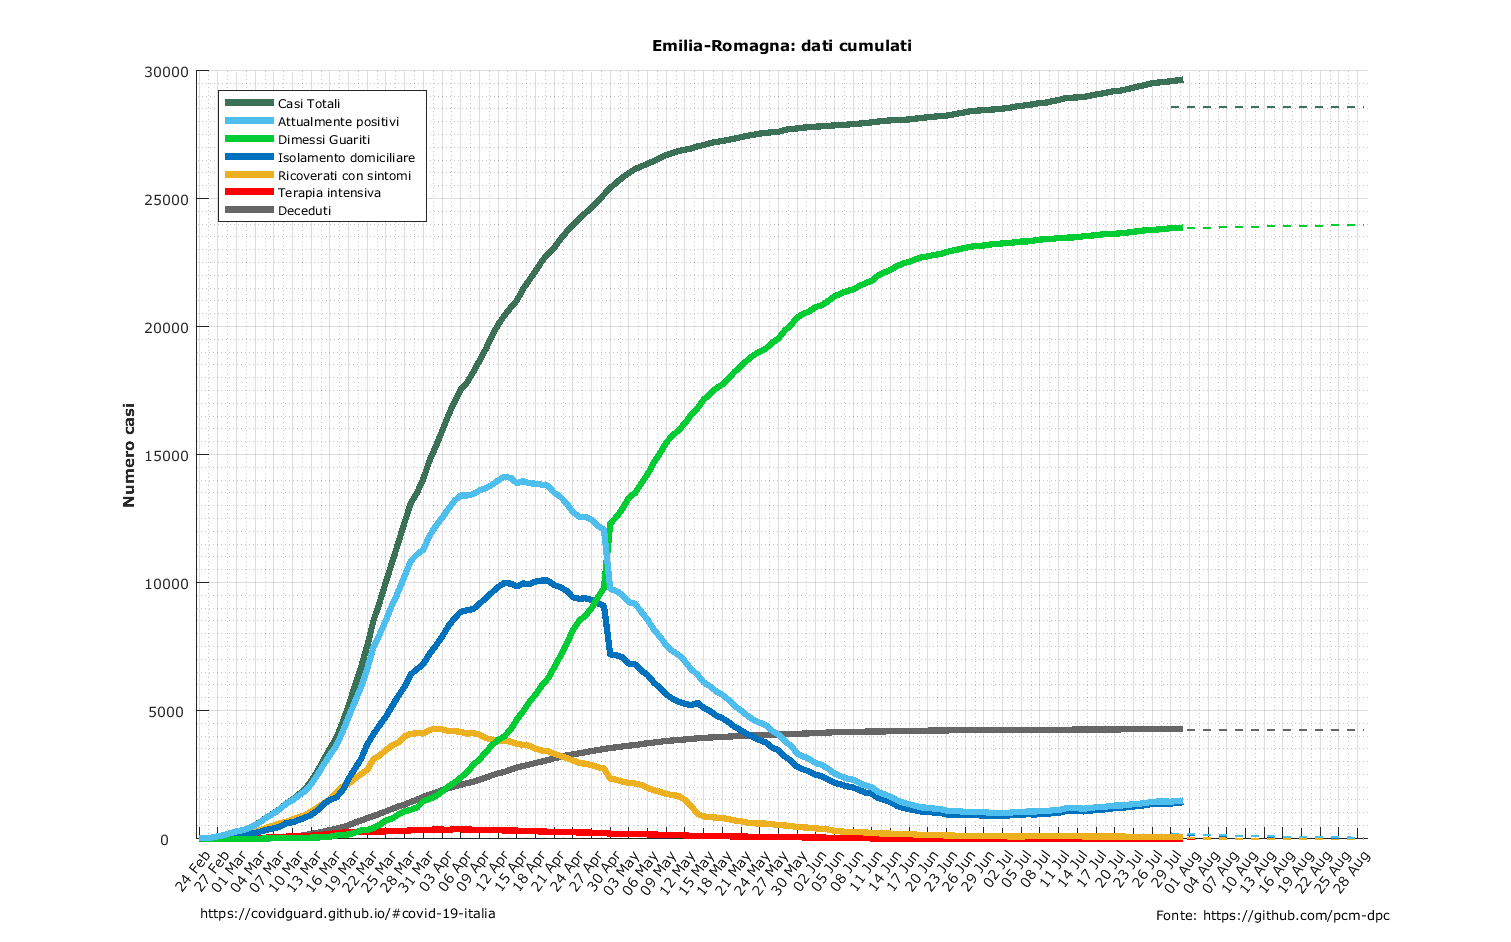 Emilia-Romagna: dati cumulati
30000
25000
20000
15000
10000
5000
0
Numero casi
Casi Totali
Attualmente positivi
Dimessi Guariti
Isolamento domiciliare
Ricoverati con sintomi
Terapia intensiva
Deceduti
24 Feb
27 Feb
01 Mar
04 Mar
07 Mar
10 Mar
13 Mar
16 Mar
19 Mar
22 Mar
25 Mar
28 Mar
31 Mar
03 Apr
06 Apr
09 Apr
12 Apr
15 Apr
18 Apr
21 Apr
24 Apr
27 Apr
30 Apr
03 May
06 May
09 May
12 May
15 May
18 May
21 May
24 May
27 May
30 May
02 Jun
05 Jun
08 Jun
11 Jun
14 Jun
17 Jun
20 Jun
23 Jun
26 Jun
29 Jun
02 Jul
05 Jul
08 Jul
11 Jul
14 Jul
17 Jul
20 Jul
23 Jul
26 Jul
29 Jul
01 Aug
04 Aug
07 Aug
10 Aug
13 Aug
16 Aug
19 Aug
22 Aug
25 Aug
28 Aug
https://covidguard.github.io/#covid-19-italia
Fonte: https://github.com/pcm-dpc